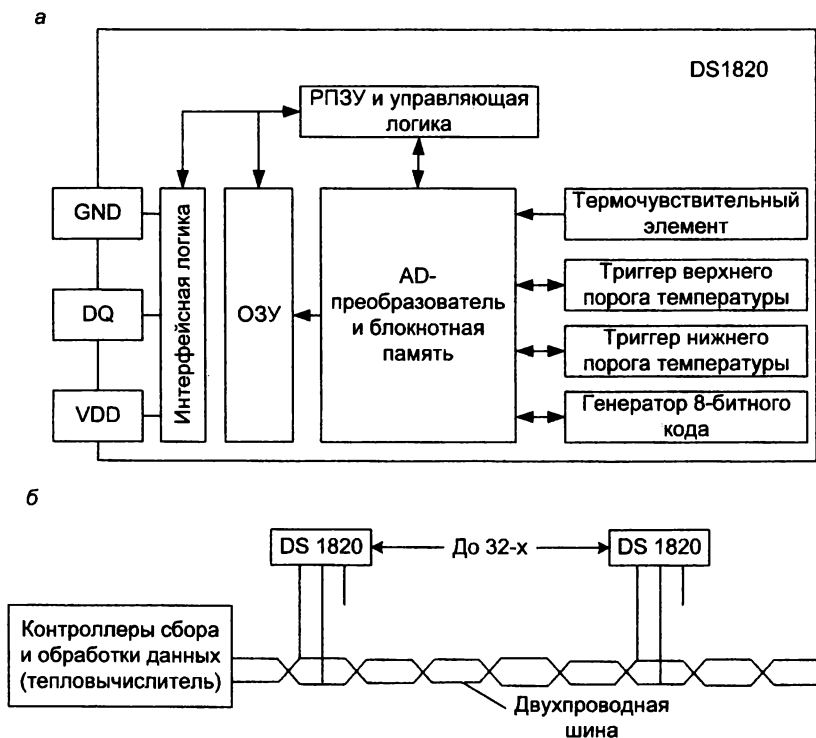 а
DS1820
РПЗУ и управляющая
логика
GND
DQ
VDD
Интерфейсная логика
ОЗУ
AD-
преобразователь
и блокнотная
память
Термочувствительный
элемент
Триггер верхнего
порога температуры
Триггер нижнего
порога температуры
Генератор 8-битного
кода
б
DS 1820
До 32-х
DS 1820
Контроллеры сбора
и обработки данных
(тепловычислитель)
Двухпроводная
шина